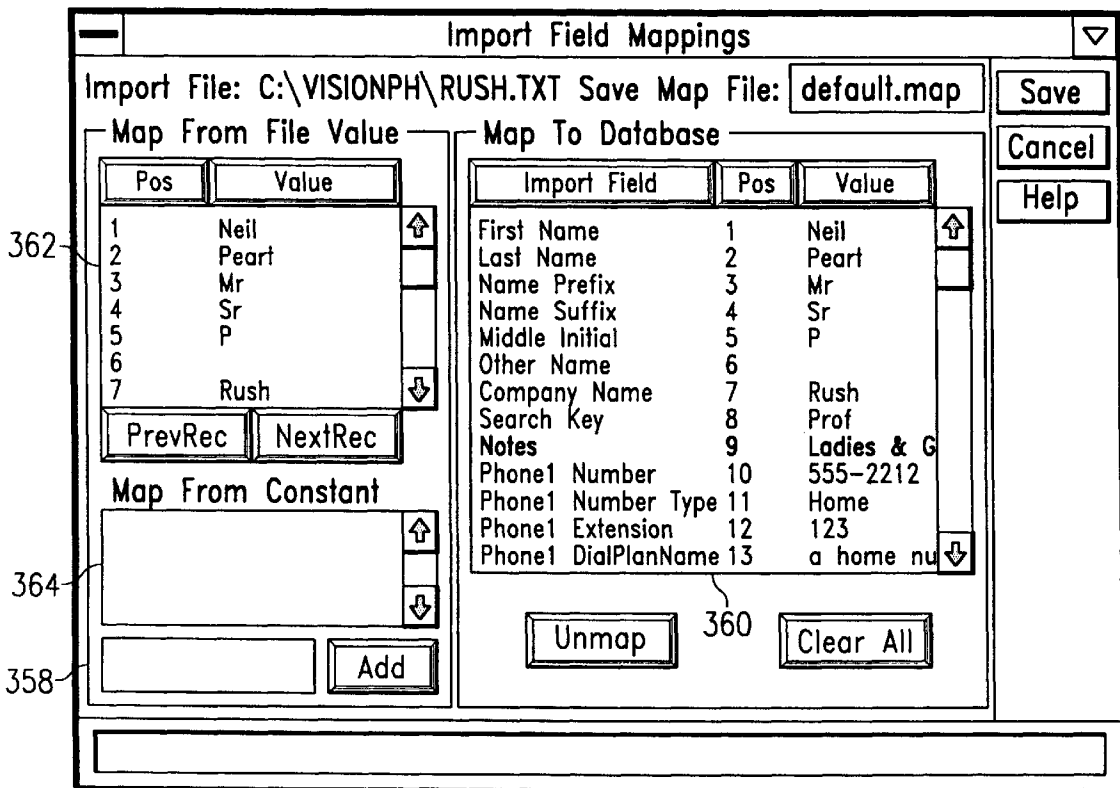 Import Field Mappings
Import File: C:\VISIONPH\RUSH.TXT Save Map File: default.map
Save
Cancel
Help
Map From File Value
Pos Value
1 Neil
2 Peart
3 Mr
4 Sr
5 P
6
7 Rush
PrevRec NextRec
Map From Constant
Add
Map To Database
Import Field Pos Value
First Name 1 Neil
Last Name 2 Peart
Name Prefix 3 Mr
Name Suffix 4 Sr
Middle Initial 5 P
Other Name 6
Company Name 7 Rush
Search Key 8 Prof
Notes 9 Ladies & G
Phone1 Number 10 555-2212
Phone1 Number Type 11 Home
Phone1 Extension 12 123
Phone1 DialPlanName 13 a home nu
Unmap Clear All
362
364
358
360